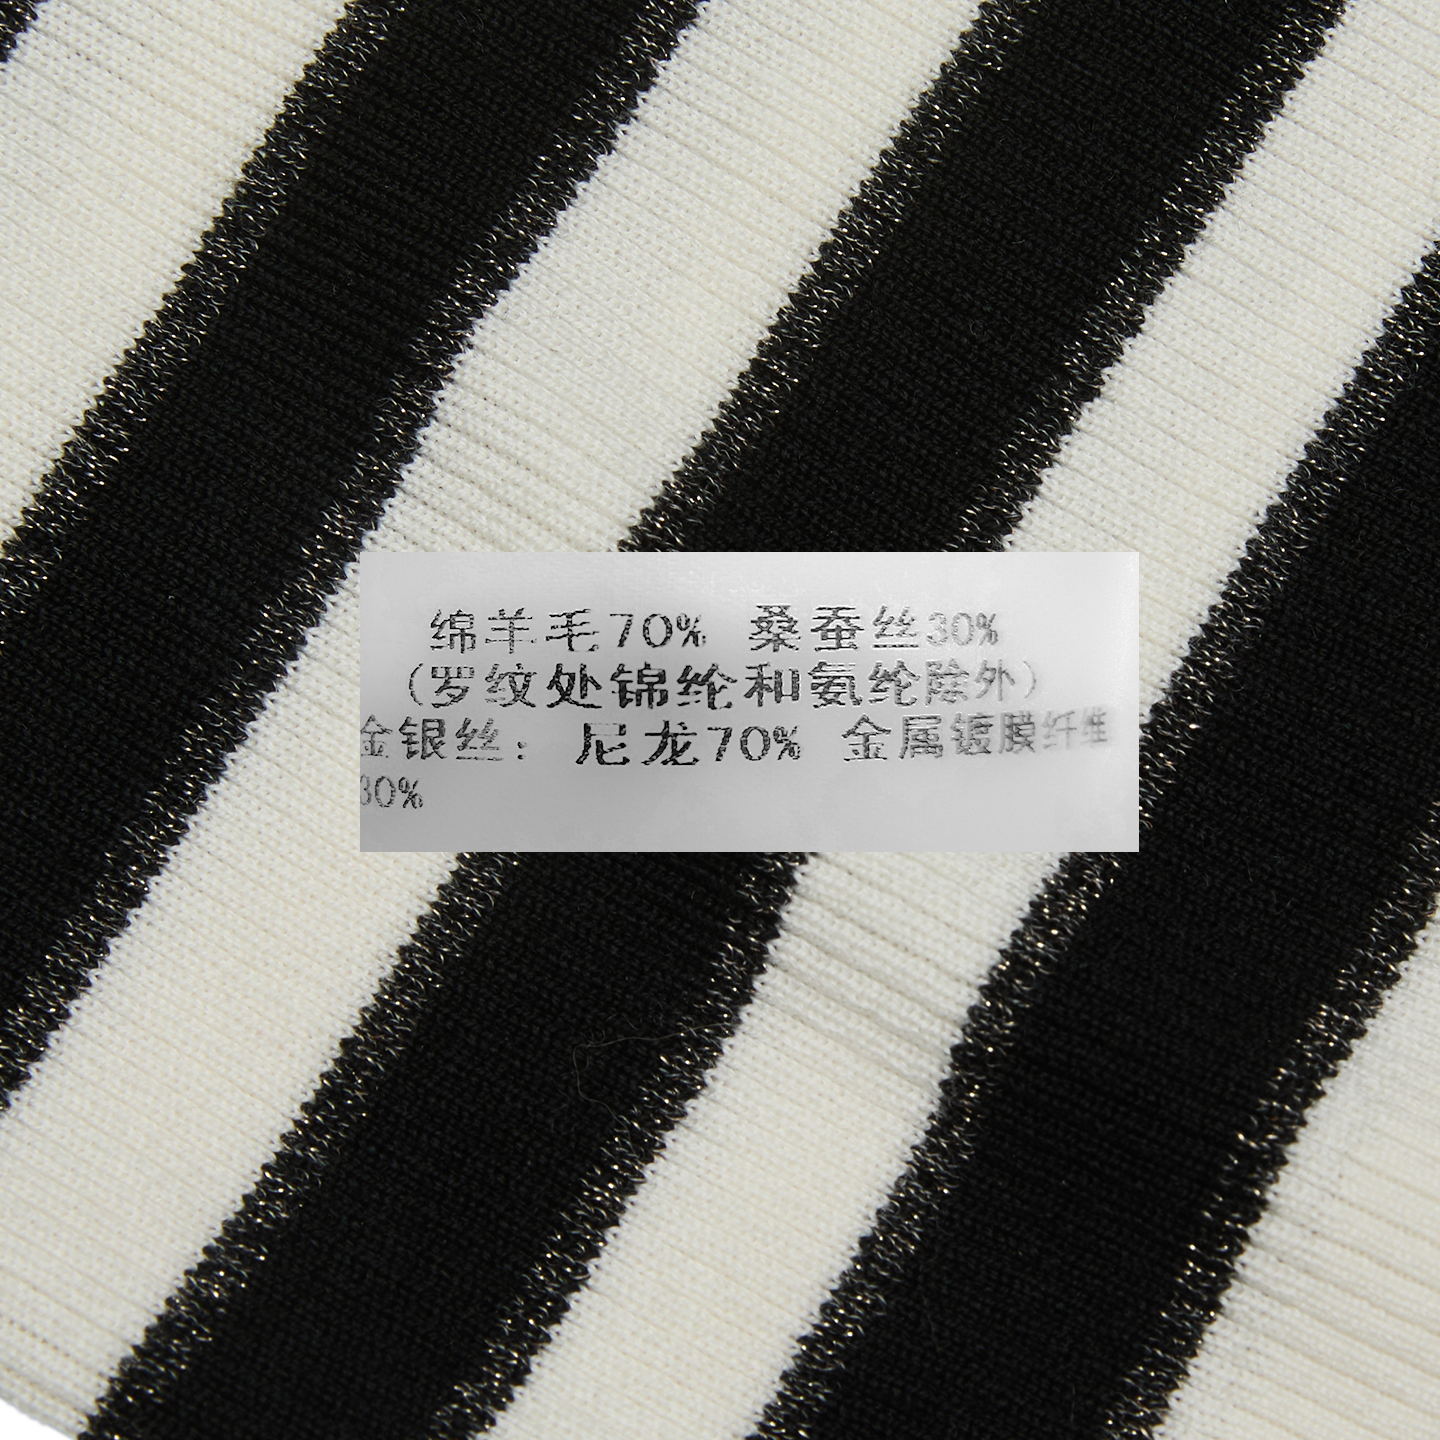 绵羊毛70% 桑蚕丝30%
(罗纹处锦纶和氨纶除外)
金银丝: 尼龙70% 金属镀膜纤维
30%